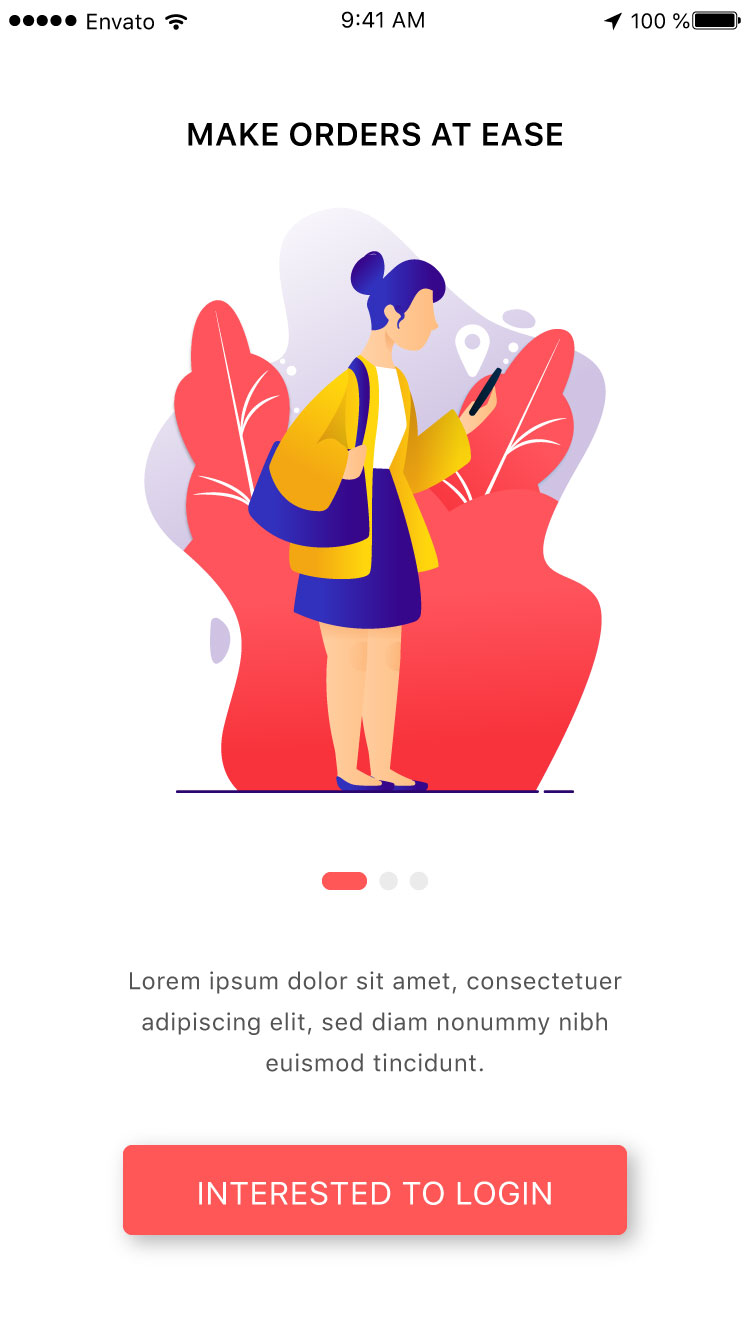 Envato 9:41 AM 100 %
MAKE ORDERS AT EASE
Lorem ipsum dolor sit amet, consectetuer
adipiscing elit, sed diam nonummy nibh
euismod tincidunt.
INTERESTED TO LOGIN